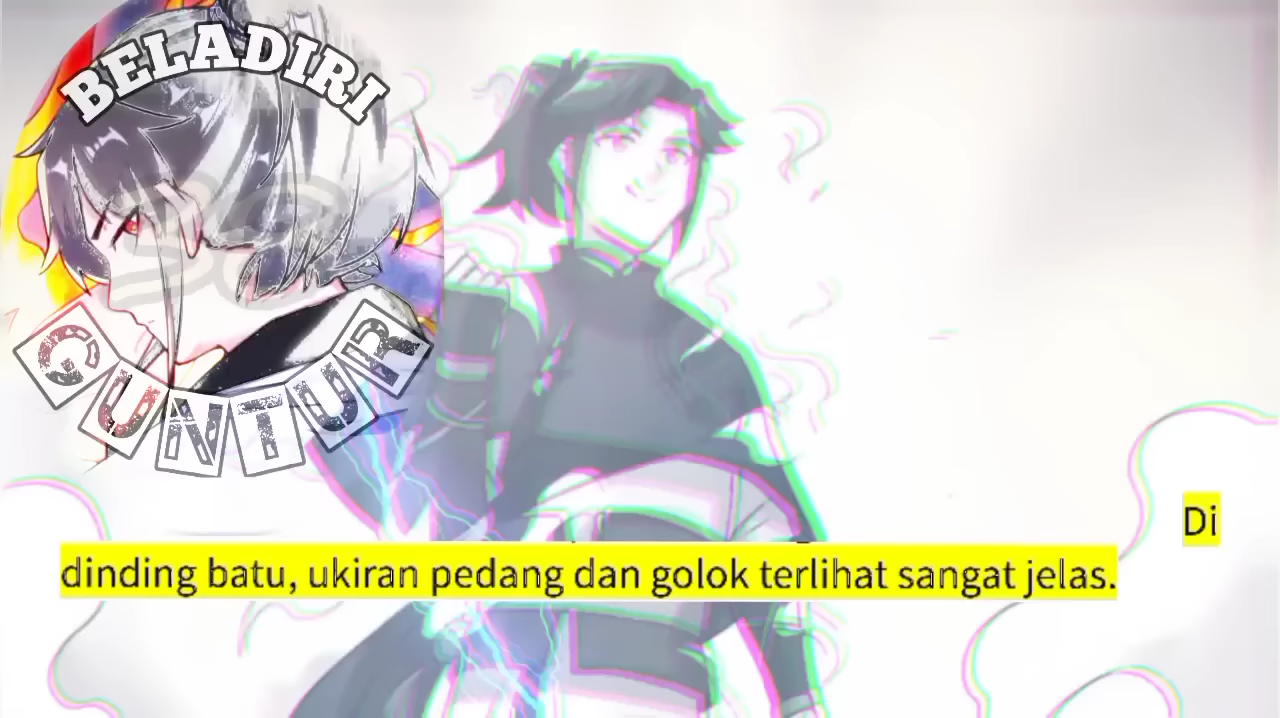 BELADIRI
GUNTUR
Di
dinding batu, ukiran pedang dan golok terlihat sangat jelas.